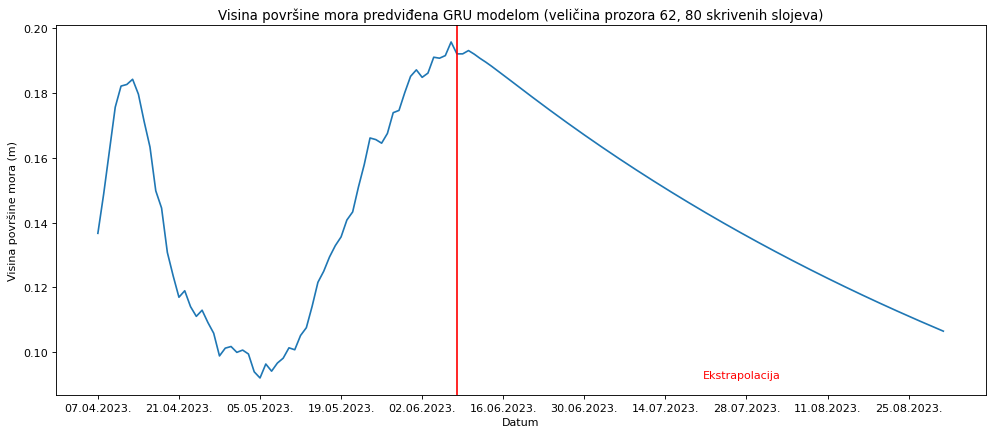 Visina površine mora predviđena GRU modelom (veličina prozora 62, 80 skrivenih slojeva)
Visina površine mora (m)
0.20
0.18
0.16
0.14
0.12
0.10
Ekstrapolacija
07.04.2023. 21.04.2023. 05.05.2023. 19.05.2023. 02.06.2023. 16.06.2023. 30.06.2023. 14.07.2023. 28.07.2023. 11.08.2023. 25.08.2023.
Datum